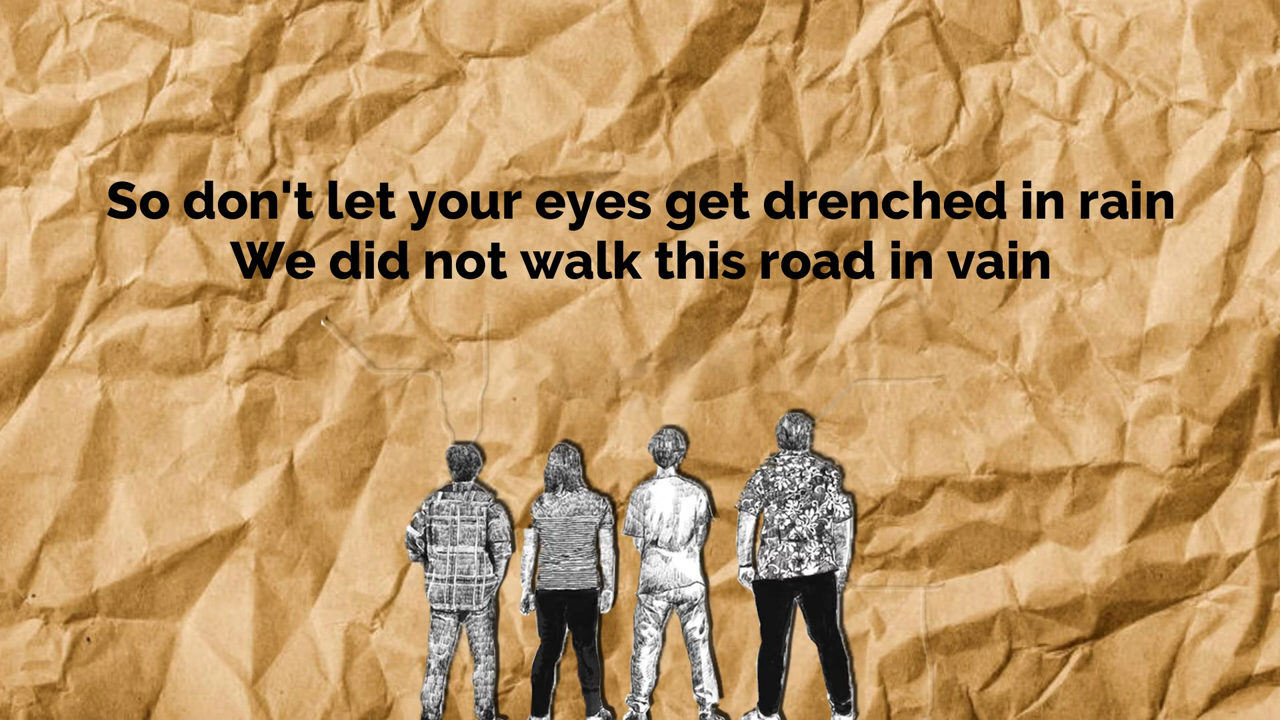 So don't let your eyes get drenched in rain
We did not walk this road in vain